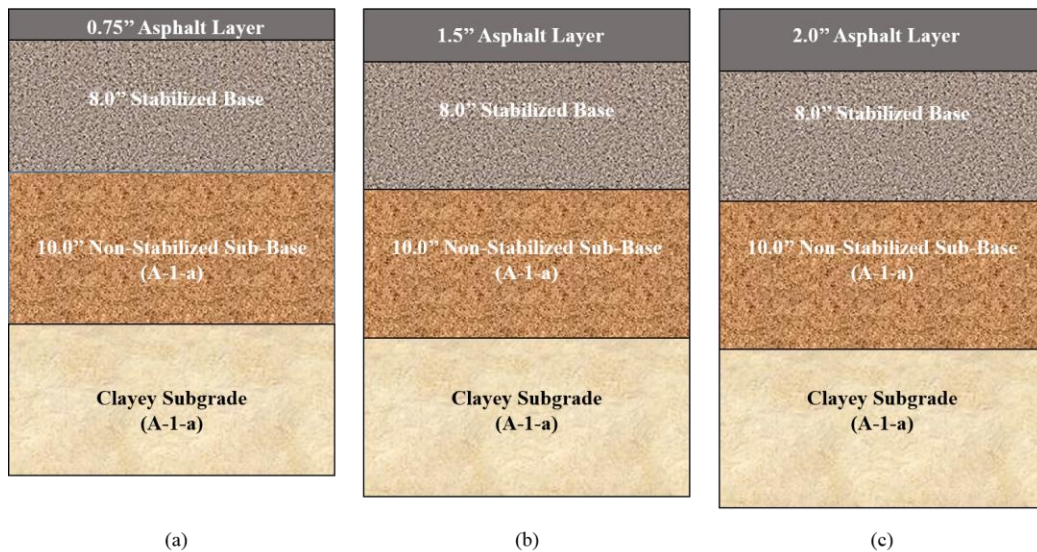 0.75” Asphalt Layer
8.0” Stabilized Base
10.0” Non-Stabilized Sub-Base
(A-1-a)
Clayey Subgrade
(A-1-a)
(a)
1.5” Asphalt Layer
8.0” Stabilized Base
10.0” Non-Stabilized Sub-Base
(A-1-a)
Clayey Subgrade
(A-1-a)
(b)
2.0” Asphalt Layer
8.0” Stabilized Base
10.0” Non-Stabilized Sub-Base
(A-1-a)
Clayey Subgrade
(A-1-a)
(c)